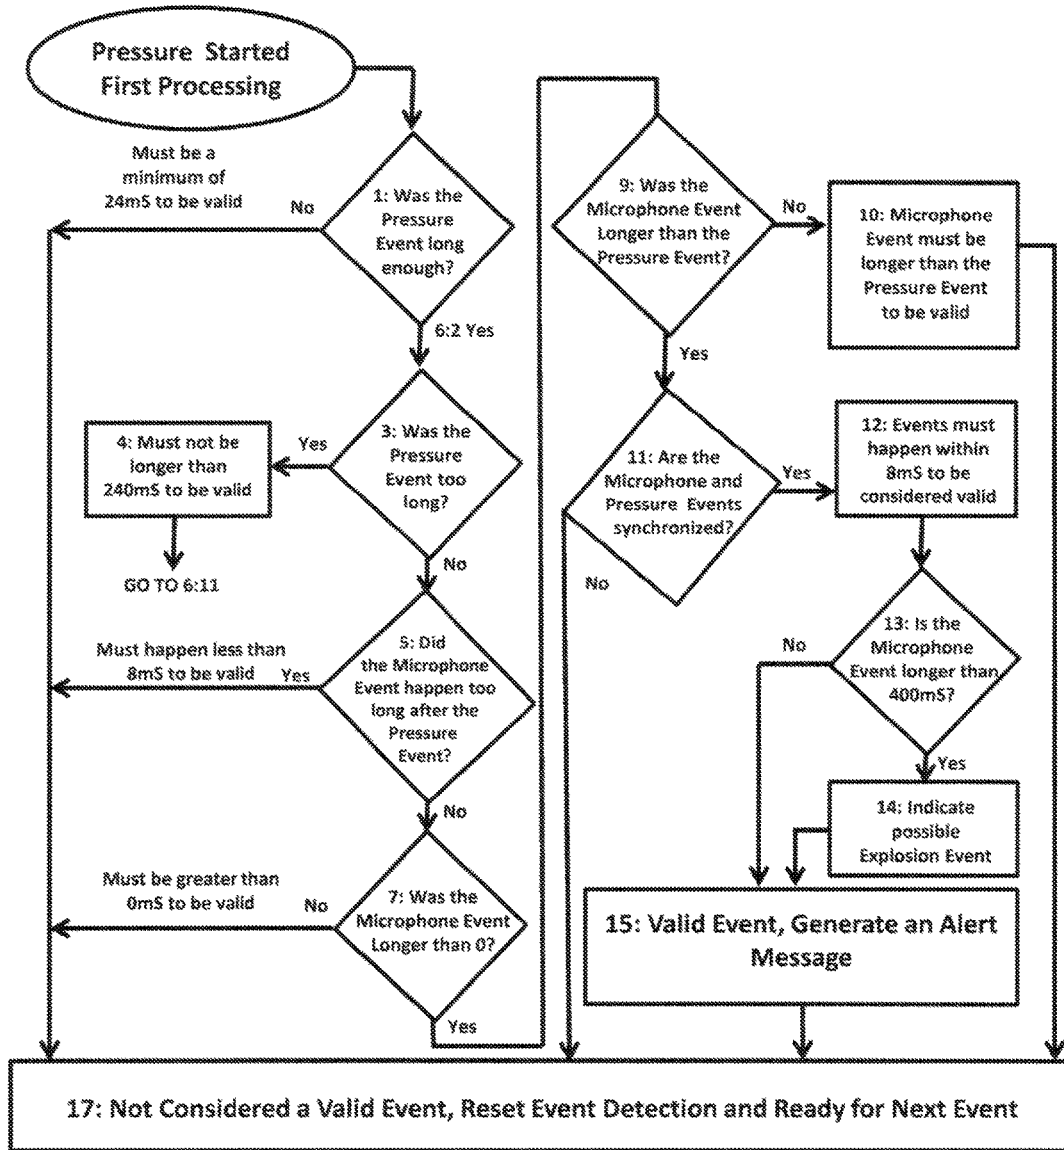 Pressure Started
First Processing
Must be a
minimum of
24mS to be valid
No
1: Was the
Pressure
Event long
enough?
6:2 Yes
3: Was the
Pressure
Event too
long?
Yes
4: Must not be
longer than
240mS to be valid
GO TO 6:11
No
5: Did
the Microphone
Event happen too
long after the
Pressure
Event?
Must happen less than
8mS to be valid
Yes
No
7: Was the
Microphone Event
Longer than 0?
Must be greater than
0mS to be valid
No
Yes
9: Was the
Microphone Event
Longer than the
Pressure Event?
No
10: Microphone
Event must be
longer than the
Pressure Event
to be valid
Yes
11: Are the
Microphone and
Pressure Events
synchronized?
Yes
12: Events must
happen within
8mS to be
considered valid
No
13: Is the
Microphone
Event longer than
400mS?
No
Yes
14: Indicate
possible
Explosion Event
15: Valid Event, Generate an Alert
Message
17: Not Considered a Valid Event, Reset Event Detection and Ready for Next Event